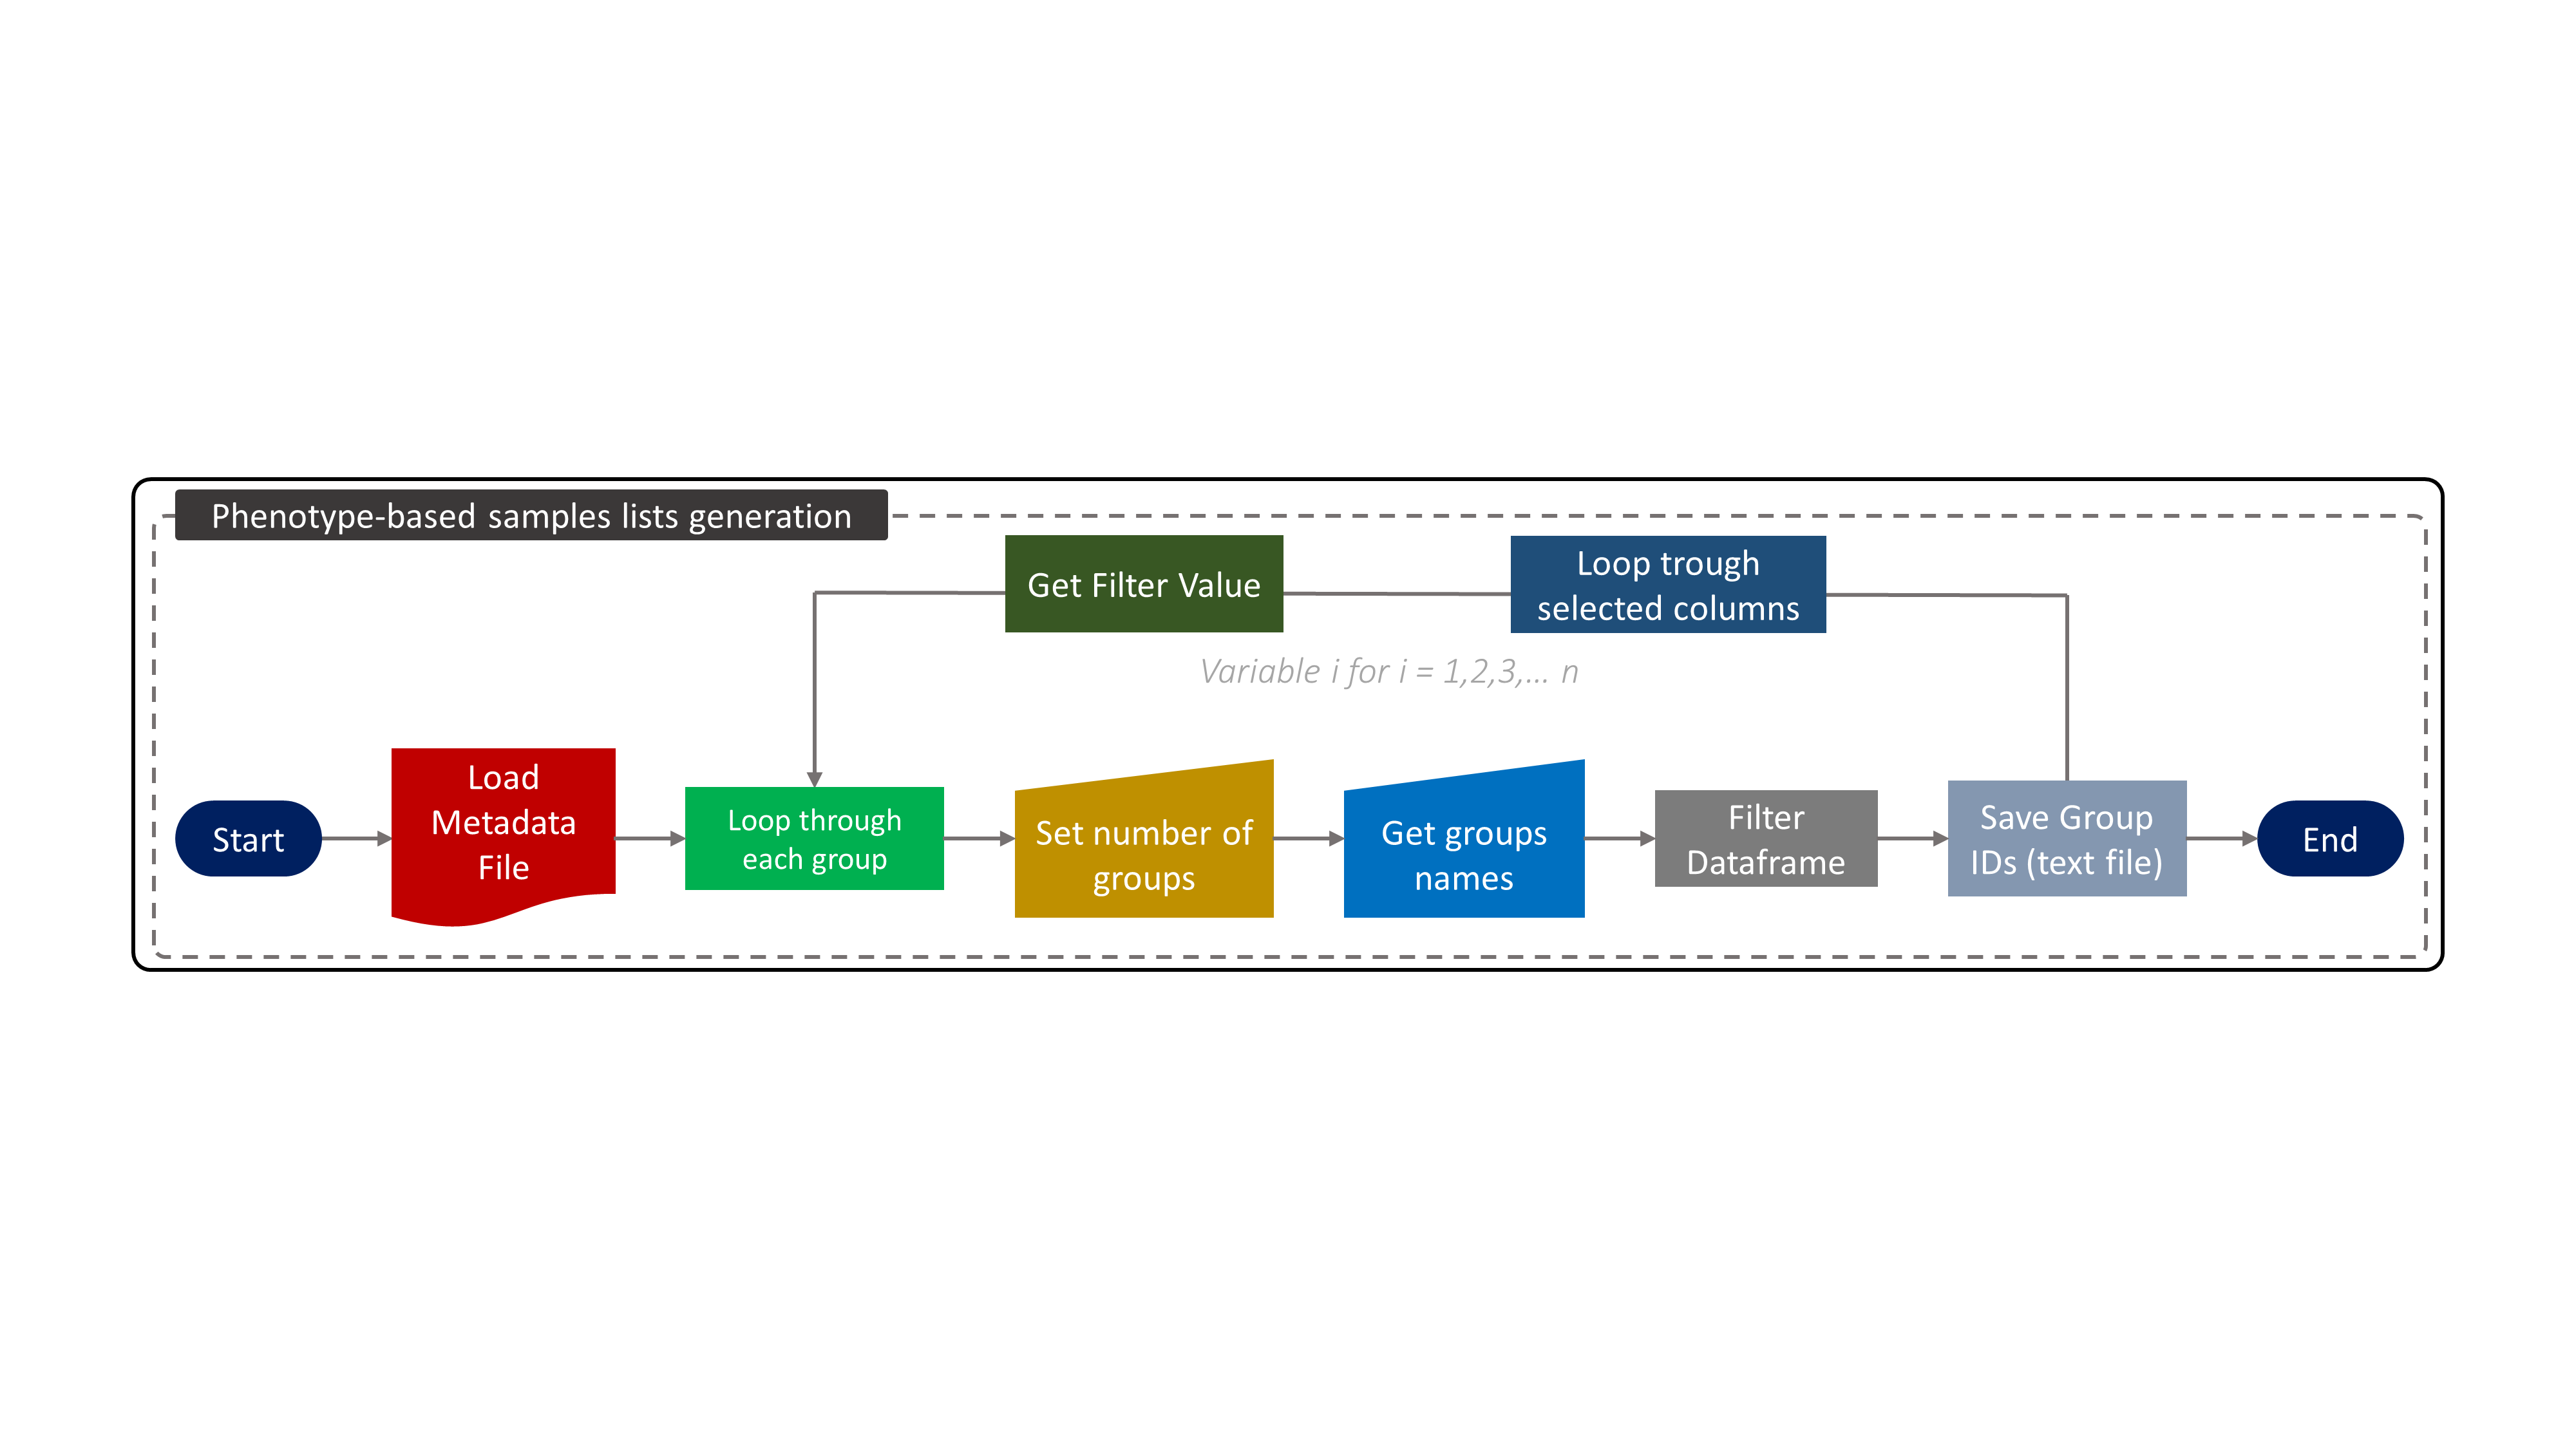 Phenotype-based samples lists generation
Get Filter Value
Loop trough
selected columns
Variable i for i = 1,2,3,... n
Start
Load
Metadata
File
Loop through
each group
Set number of
groups
Get groups
names
Filter
Dataframe
Save Group
IDs (text file)
End